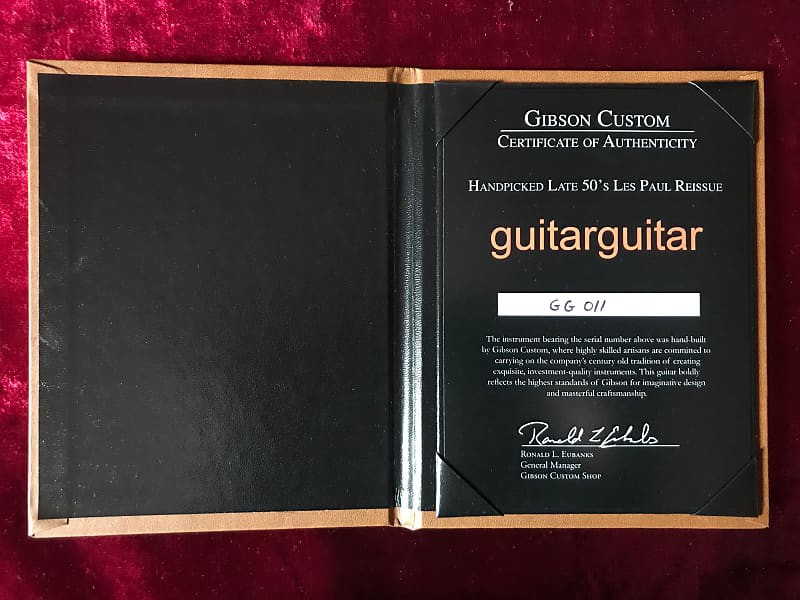 GIBSON CUSTOM
CERTIFICATE OF AUTHENTICITY
HANDPICKED LATE 50'S LES PAUL REISSUE
guitarguitar
GG 011
The instrument bearing the serial number above was hand-built
by Gibson Custom, where highly skilled artisans are committed to
carrying on the company's century old tradition of creating
exquisite, investment-quality instruments. This guitar boldly
reflects the highest standards of Gibson for imaginative design
and masterful craftsmanship.
Ronald L Eubanks
RONALD L. EUBANKS
General Manager
GIBSON CUSTOM SHOP